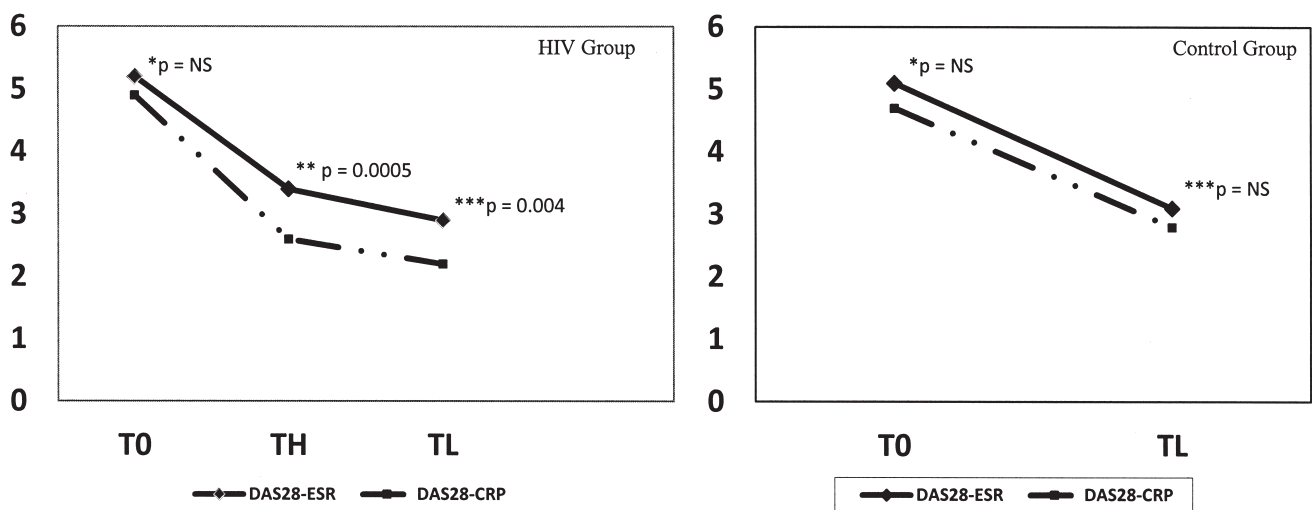 HIV Group
6
5
4
3
2
1
0
*p = NS
** p = 0.0005
***p = 0.004
T0 TH TL
DAS28-ESR DAS28-CRP
Control Group
6
5
4
3
2
1
0
*p = NS
***p = NS
T0 TL
DAS28-ESR DAS28-CRP